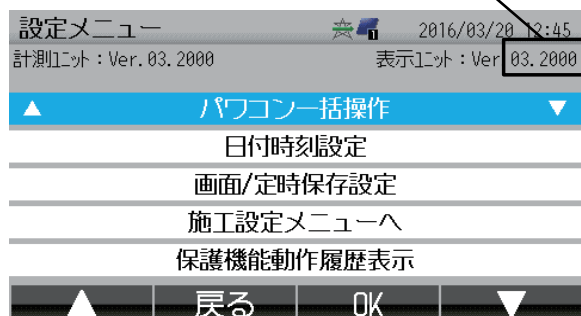 設定メニュー 1 2016/03/20 12:45
計測ﾕﾆｯﾄ：Ver.03.2000 表示ﾕﾆｯﾄ：Ver 03.2000
▲ パワコン一括操作 ▼
日付時刻設定
画面/定時保存設定
施工設定メニューへ
保護機能動作履歴表示
▲ 戻る OK ▼